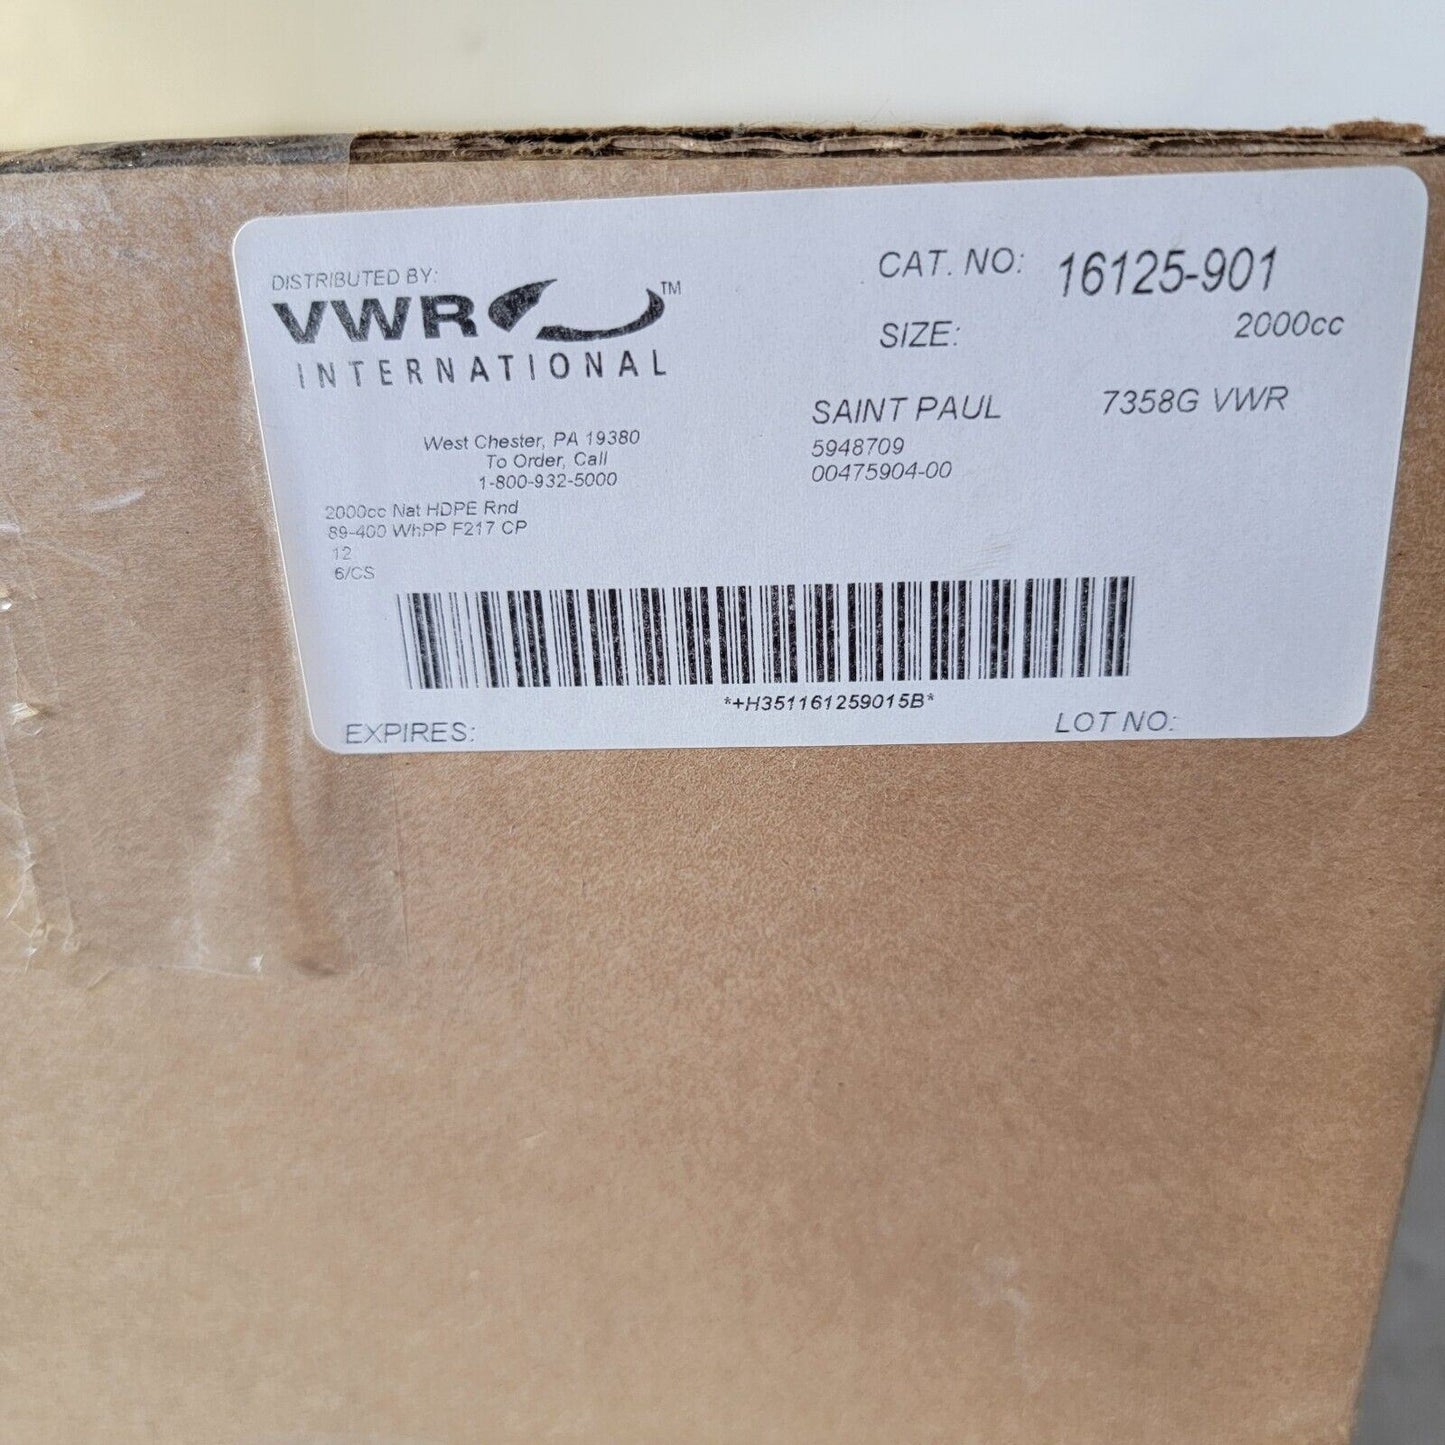 DISTRIBUTED BY:
VWR TM
INTERNATIONAL
West Chester, PA 19380
To Order, Call
1-800-932-5000
2000cc Nat HDPE Rnd
89-400 WhPP F217 CP
12
6/CS
CAT. NO: 16125-901
SIZE: 2000cc
SAINT PAUL 7358G VWR
5948709
00475904-00
*+H351161259015B*
EXPIRES: LOT NO: